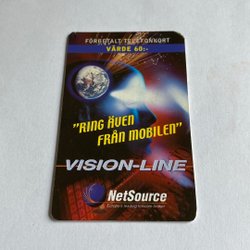 FÖRBETALT TELEFONKORT
VÄRDE 60:-
"RING ÄVEN
FRÅN MOBILEN"
VISION-LINE
NetSource